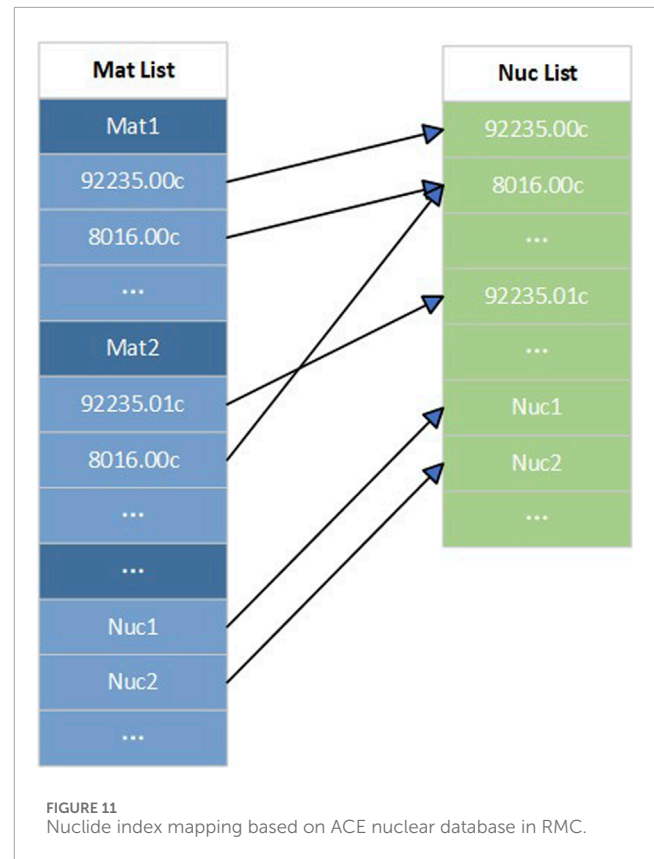 Mat List
Mat1
92235.00c
8016.00c
...
Mat2
92235.01c
8016.00c
...
...
Nuc1
Nuc2
...
Nuc List
92235.00c
8016.00c
...
92235.01c
...
Nuc1
Nuc2
...
FIGURE 11
Nuclide index mapping based on ACE nuclear database in RMC.